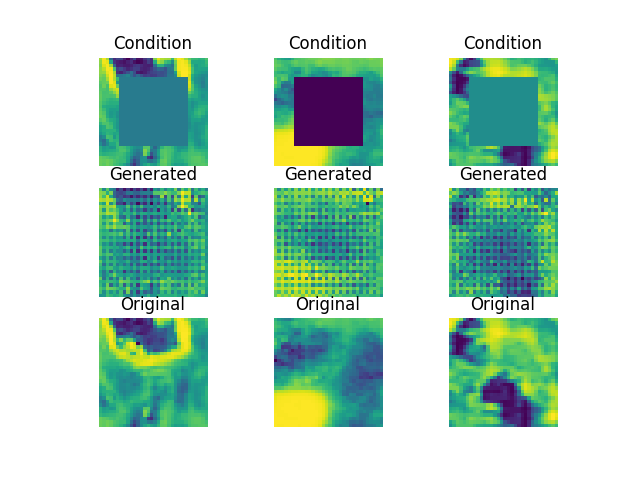 Condition Condition Condition
Generated Generated Generated
Original Original Original